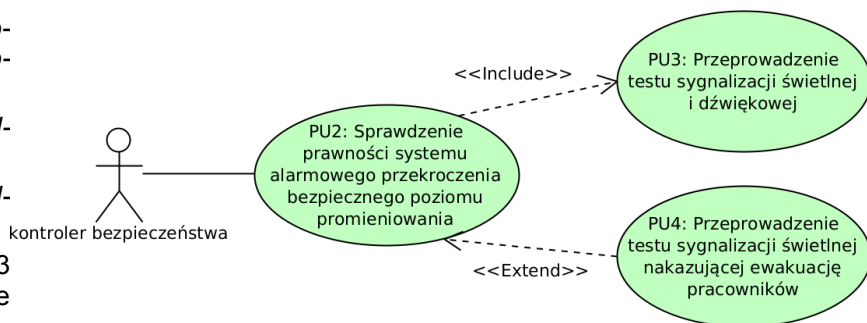 <<Include>>
PU3: Przeprowadzenie
testu sygnalizacji świetlnej
i dźwiękowej
PU2: Sprawdzenie
prawności systemu
alarmowego przekroczenia
bezpiecznego poziomu
promieniowania
kontroler bezpieczeństwa
PU4: Przeprowadzenie
testu sygnalizacji świetlnej
nakazującej ewakuację
pracowników
<<Extend>>
3
e